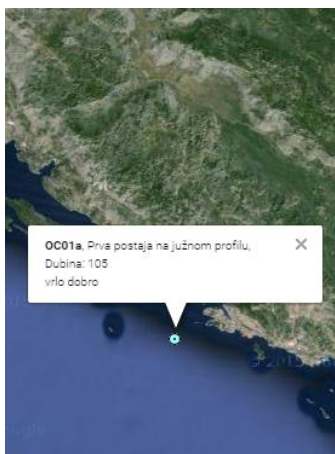 OC01a, Prva postaja na južnom profilu,
Dubina: 105
vrlo dobro